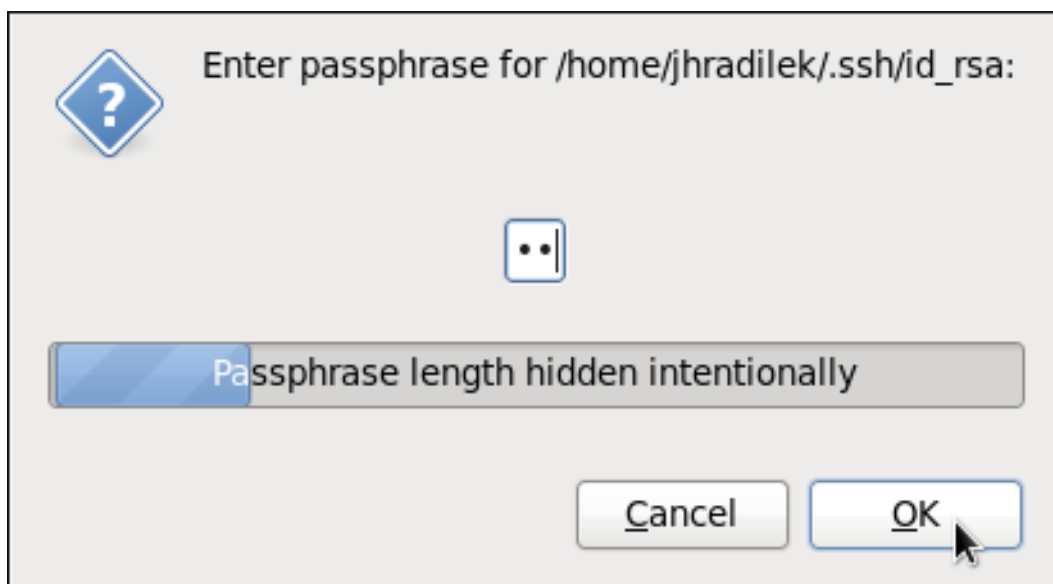 Enter passphrase for /home/jhradilek/.ssh/id_rsa:
••
Passphrase length hidden intentionally
Cancel
OK